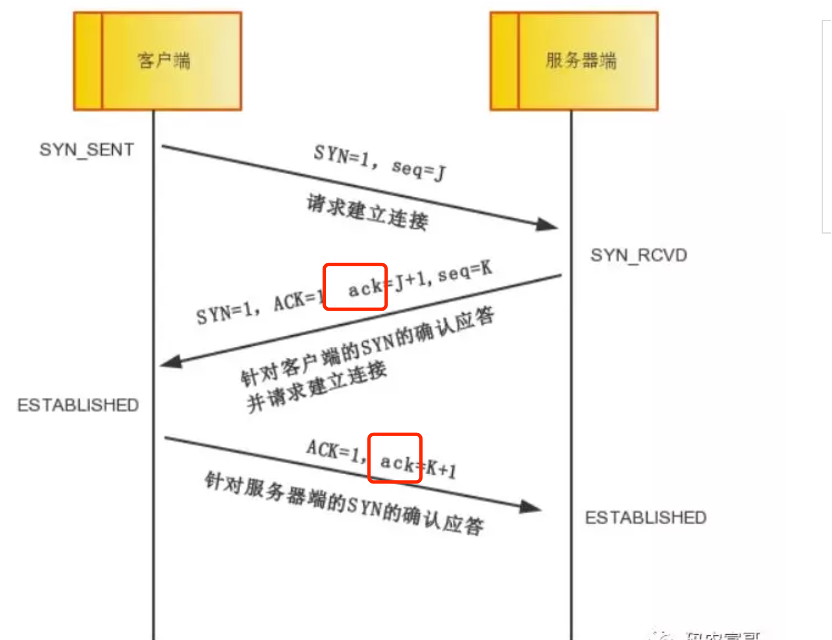 客户端
服务器端
SYN_SENT
SYN=1, seq=J
请求建立连接
SYN_RCVD
SYN=1, ACK=1 ack=J+1,seq=K
针对客户端的SYN的确认应答
并请求建立连接
ESTABLISHED
ACK=1, ack=K+1
针对服务器端的SYN的确认应答
ESTABLISHED